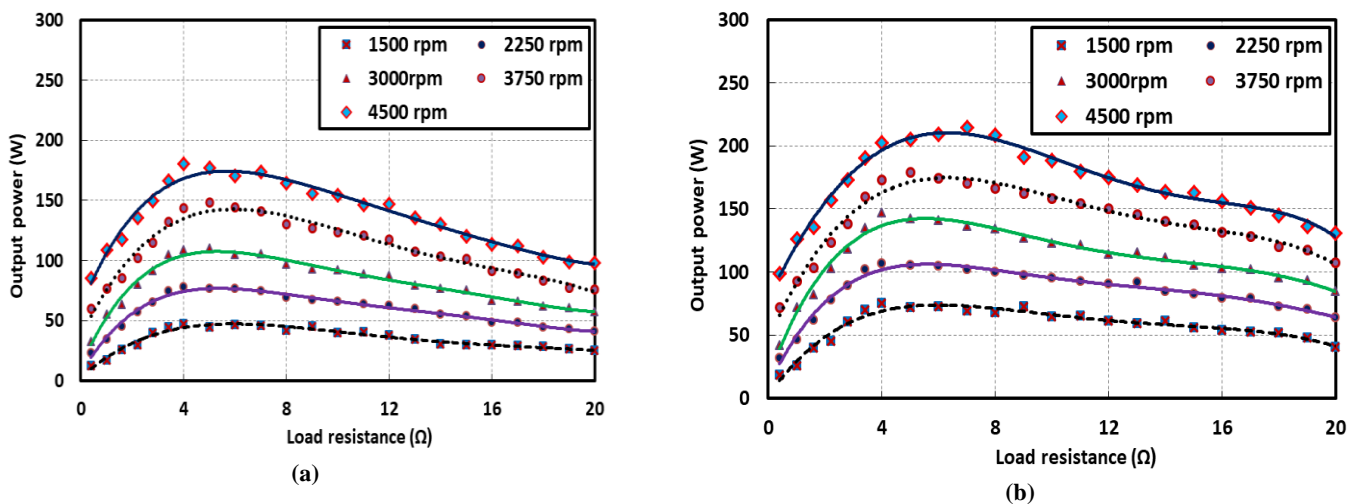 300
250
200
150
100
50
0
Output power (W)
1500 rpm
2250 rpm
3000rpm
3750 rpm
4500 rpm
0
4
8
12
16
20
Load resistance (Ω)
(a)
300
250
200
150
100
50
0
Output power (W)
1500 rpm
2250 rpm
3000rpm
3750 rpm
4500 rpm
0
4
8
12
16
20
Load resistance (Ω)
(b)